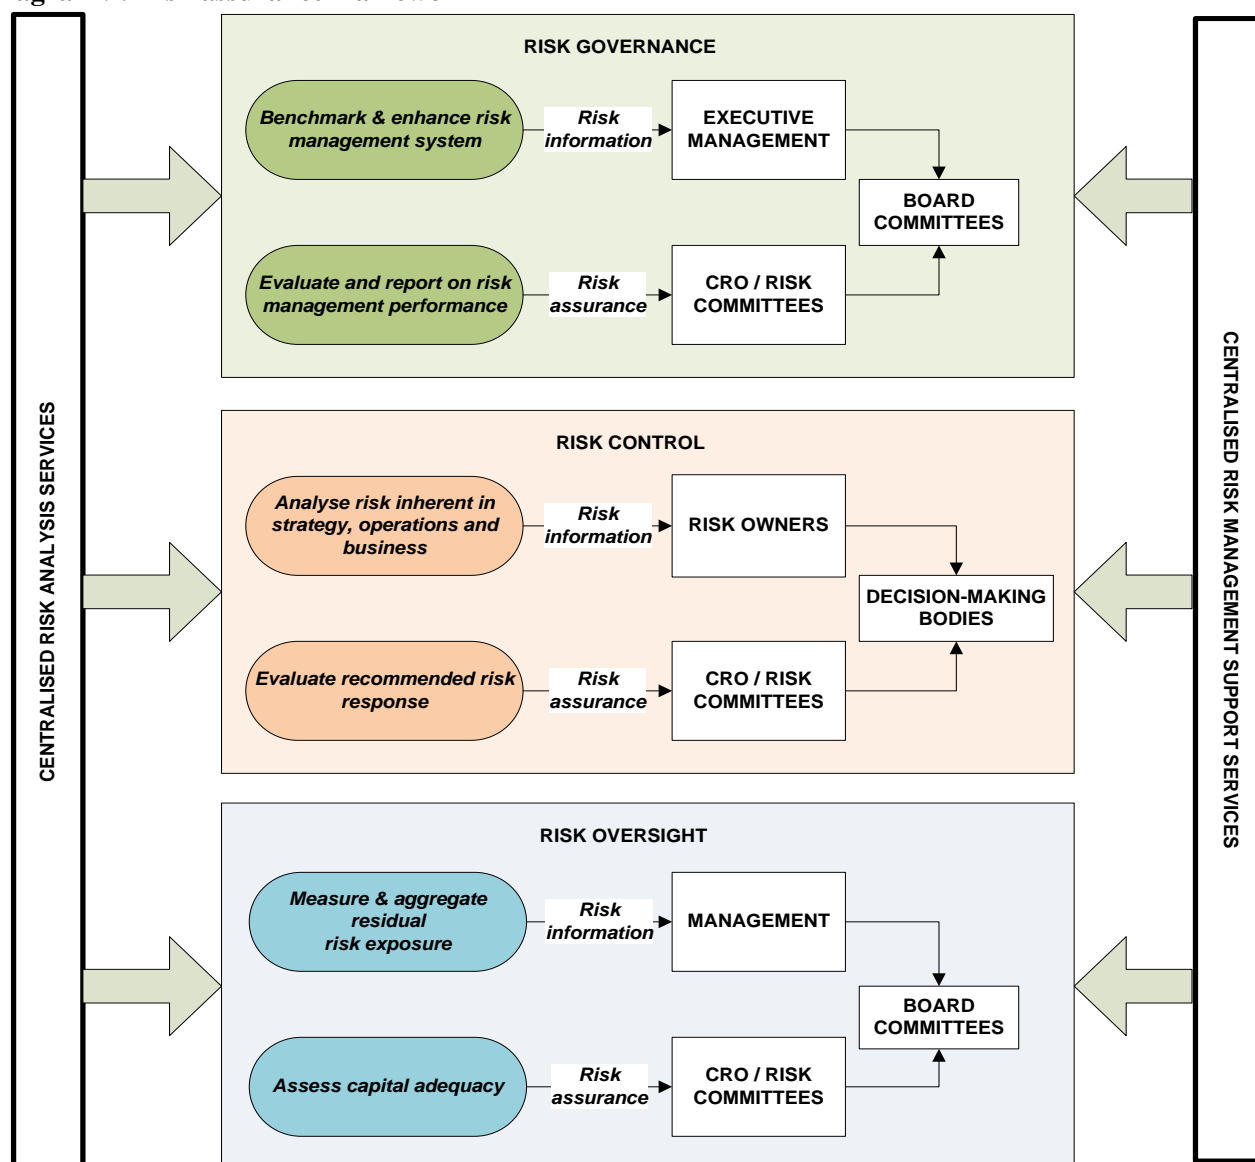 RISK GOVERNANCE
Benchmark & enhance risk
management system
Risk
information
EXECUTIVE
MANAGEMENT
BOARD
COMMITTEES
Evaluate and report on risk
management performance
Risk
assurance
CRO / RISK
COMMITTEES
CENTRALISED RISK ANALYSIS SERVICES
RISK CONTROL
Analyse risk inherent in
strategy, operations and
business
Risk
information
RISK OWNERS
DECISION-MAKING
BODIES
Evaluate recommended risk
response
Risk
assurance
CRO / RISK
COMMITTEES
CENTRALISED RISK MANAGEMENT SUPPORT SERVICES
RISK OVERSIGHT
Measure & aggregate
residual
risk exposure
Risk
information
MANAGEMENT
BOARD
COMMITTEES
Assess capital adequacy
Risk
assurance
CRO / RISK
COMMITTEES